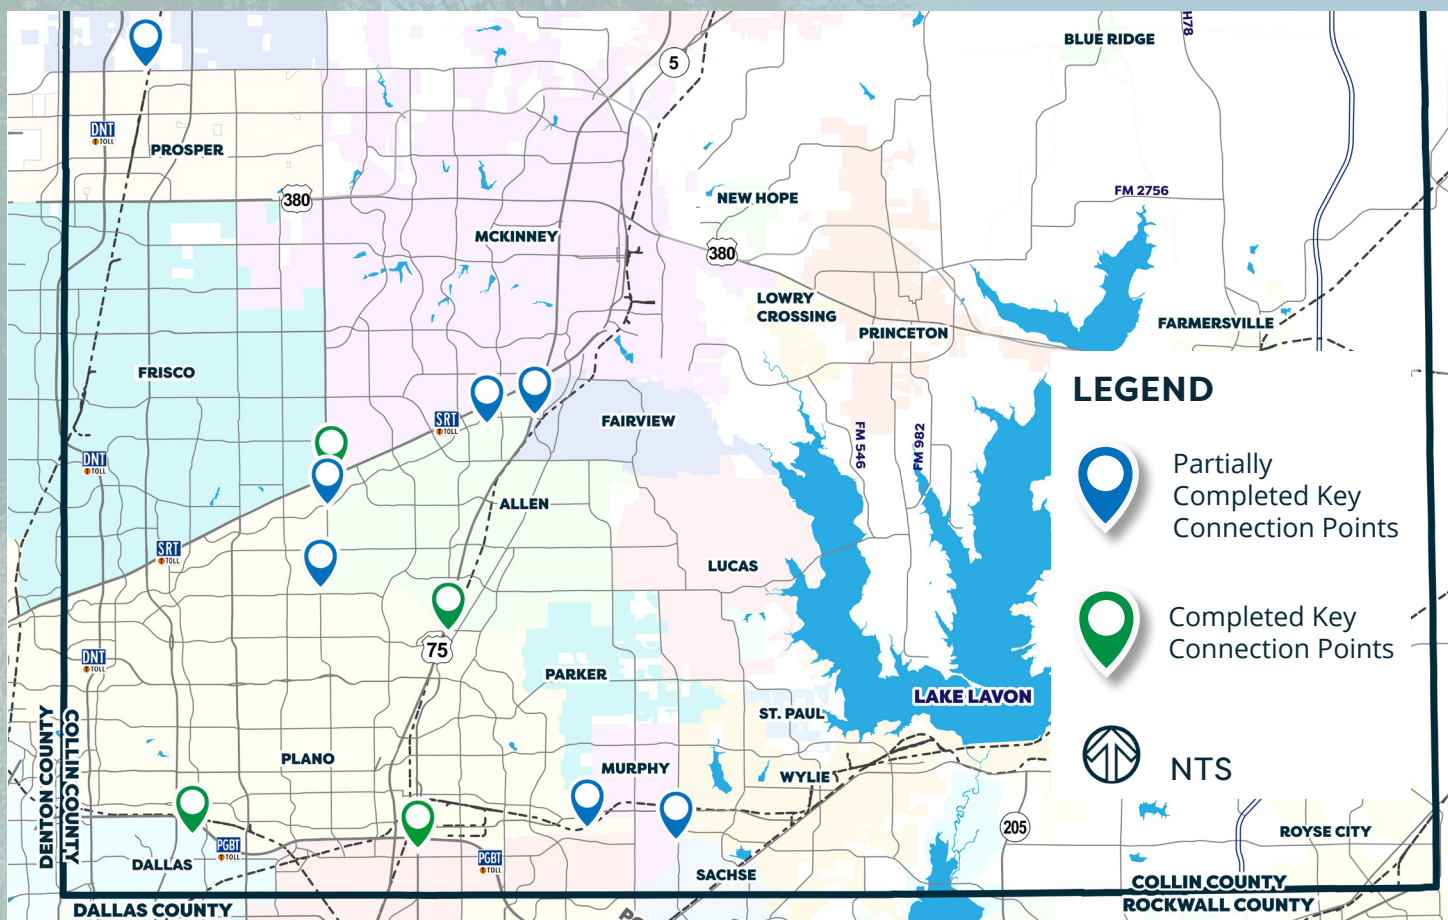 BLUE RIDGE
H78
5
DNT
TOLL
PROSPER
380
NEW HOPE
FM 2756
MCKINNEY
380
LOWRY
CROSSING
PRINCETON
FARMERSVILLE
FRISCO
LEGEND
SRT
TOLL
FAIRVIEW
FM 546
FM 982
DNT
TOLL
Partially
Completed Key
Connection Points
ALLEN
SRT
TOLL
LUCAS
Completed Key
Connection Points
75
DNT
TOLL
PARKER
LAKE LAVON
ST. PAUL
DENTON COUNTY
COLLIN COUNTY
PLANO
MURPHY
WYLIE
NTS
205
ROYSE CITY
PGBT
TOLL
DALLAS
PGBT
TOLL
SACHSE
COLLIN COUNTY
ROCKWALL COUNTY
DALLAS COUNTY